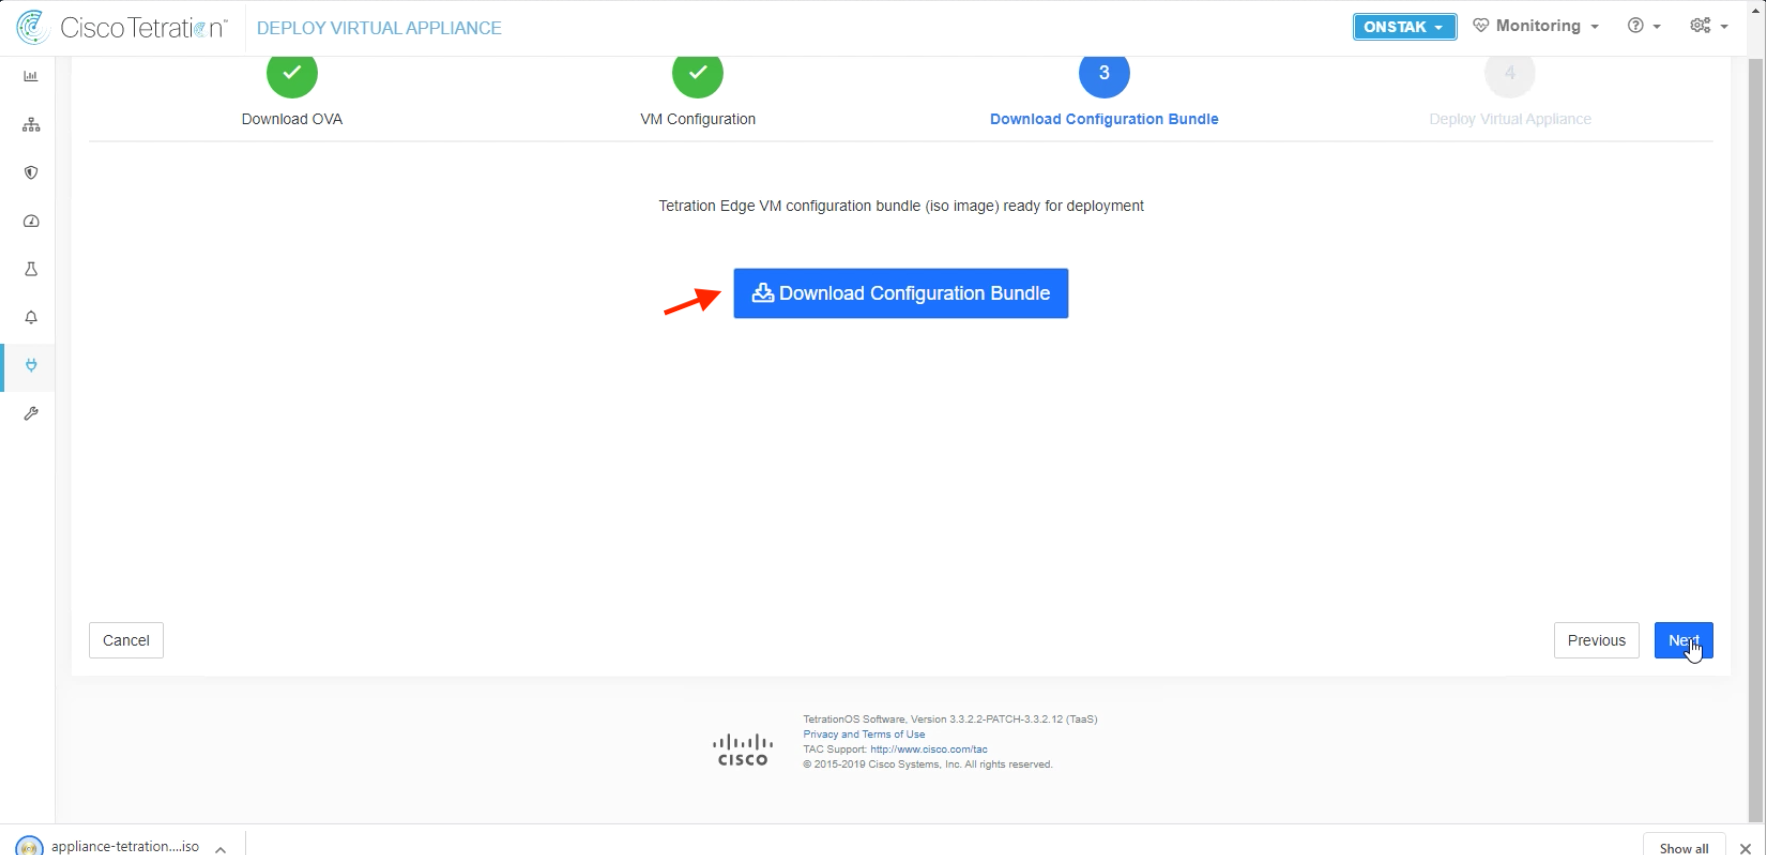 Cisco Tetration™
DEPLOY VIRTUAL APPLIANCE
ONSTAK
Monitoring
3
4
Download OVA
VM Configuration
Download Configuration Bundle
Deploy Virtual Appliance
Tetration Edge VM configuration bundle (iso image) ready for deployment
Download Configuration Bundle
Cancel
Previous
Next
CISCO
TetrationOS Software, Version 3.3.2.2-PATCH-3.3.2.12 (TaaS)
Privacy and Terms of Use
TAC Support: http://www.cisco.com/tac
© 2015-2019 Cisco Systems, Inc. All rights reserved.
appliance-tetration....iso
Show all